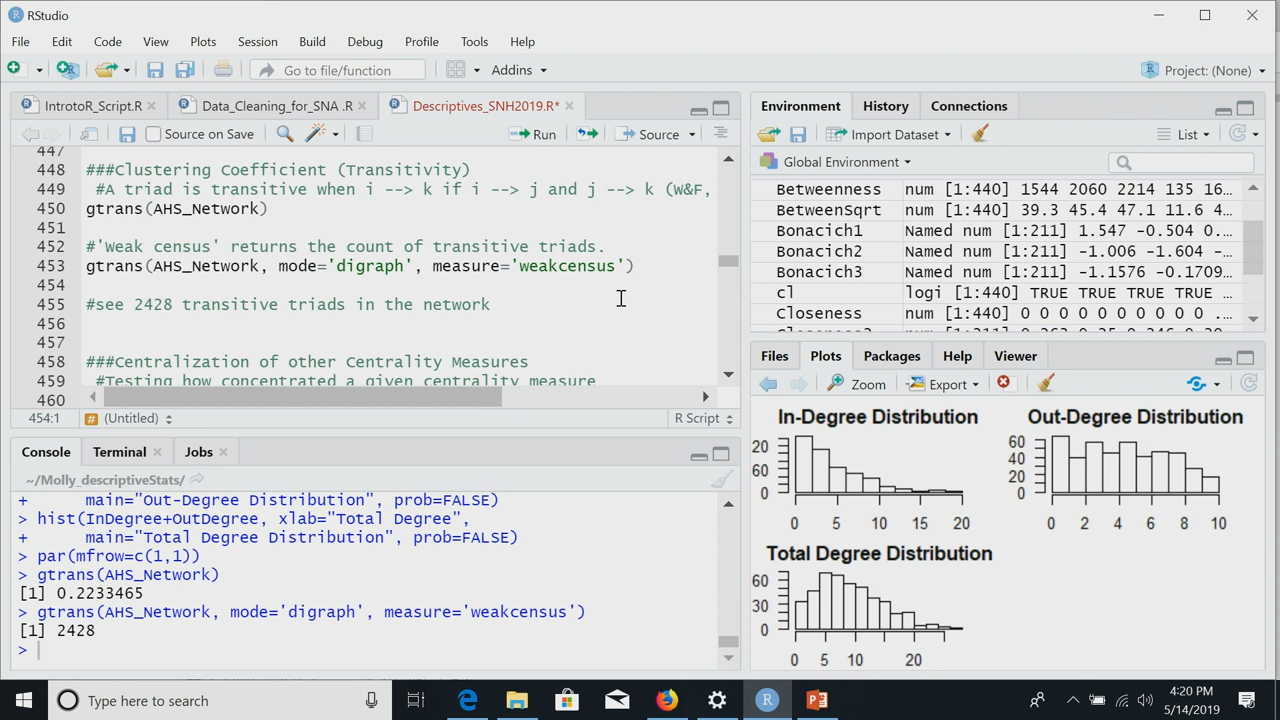 RStudio
File Edit Code View Plots Session Build Debug Profile Tools Help
Go to file/function Addins Project: (None)
IntrotoR_Script.R Data_Cleaning_for_SNA .R Descriptives_SNH2019.R*
Source on Save Run Source
447
448 ###Clustering Coefficient (Transitivity)
449 #A triad is transitive when i --> k if i --> j and j --> k (W&F,
450 gtrans(AHS_Network)
451
452 #'Weak census' returns the count of transitive triads.
453 gtrans(AHS_Network, mode='digraph', measure='weakcensus')
454
455 #see 2428 transitive triads in the network
456
457
458 ###Centralization of other Centrality Measures
459 #Testing how concentrated a given centrality measure
460
454:1 # (Untitled) R Script
Console Terminal Jobs
~/Molly_descriptiveStats/
+ main="Out-Degree Distribution", prob=FALSE)
> hist(InDegree+OutDegree, xlab="Total Degree",
+ main="Total Degree Distribution", prob=FALSE)
> par(mfrow=c(1,1))
> gtrans(AHS_Network)
[1] 0.2233465
> gtrans(AHS_Network, mode='digraph', measure='weakcensus')
[1] 2428
>
Environment History Connections
Import Dataset List
Global Environment
Betweenness num [1:440] 1544 2060 2214 135 16…
BetweenSqrt num [1:440] 39.3 45.4 47.1 11.6 4…
Bonacich1 Named num [1:211] 1.547 -0.504 0.…
Bonacich2 Named num [1:211] -1.006 -1.604 -…
Bonacich3 Named num [1:211] -1.1576 -0.1709…
cl logi [1:440] TRUE TRUE TRUE TRUE …
Closeness num [1:440] 0 0 0 0 0 0 0 0 0 0 .…
Files Plots Packages Help Viewer
Zoom Export
In-Degree Distribution
20
60
0
0 5 10 15 20
Out-Degree Distribution
60
40
20
0
0 2 4 6 8 10
Total Degree Distribution
60
30
0
0 5 10 20
Type here to search
4:20 PM
5/14/2019